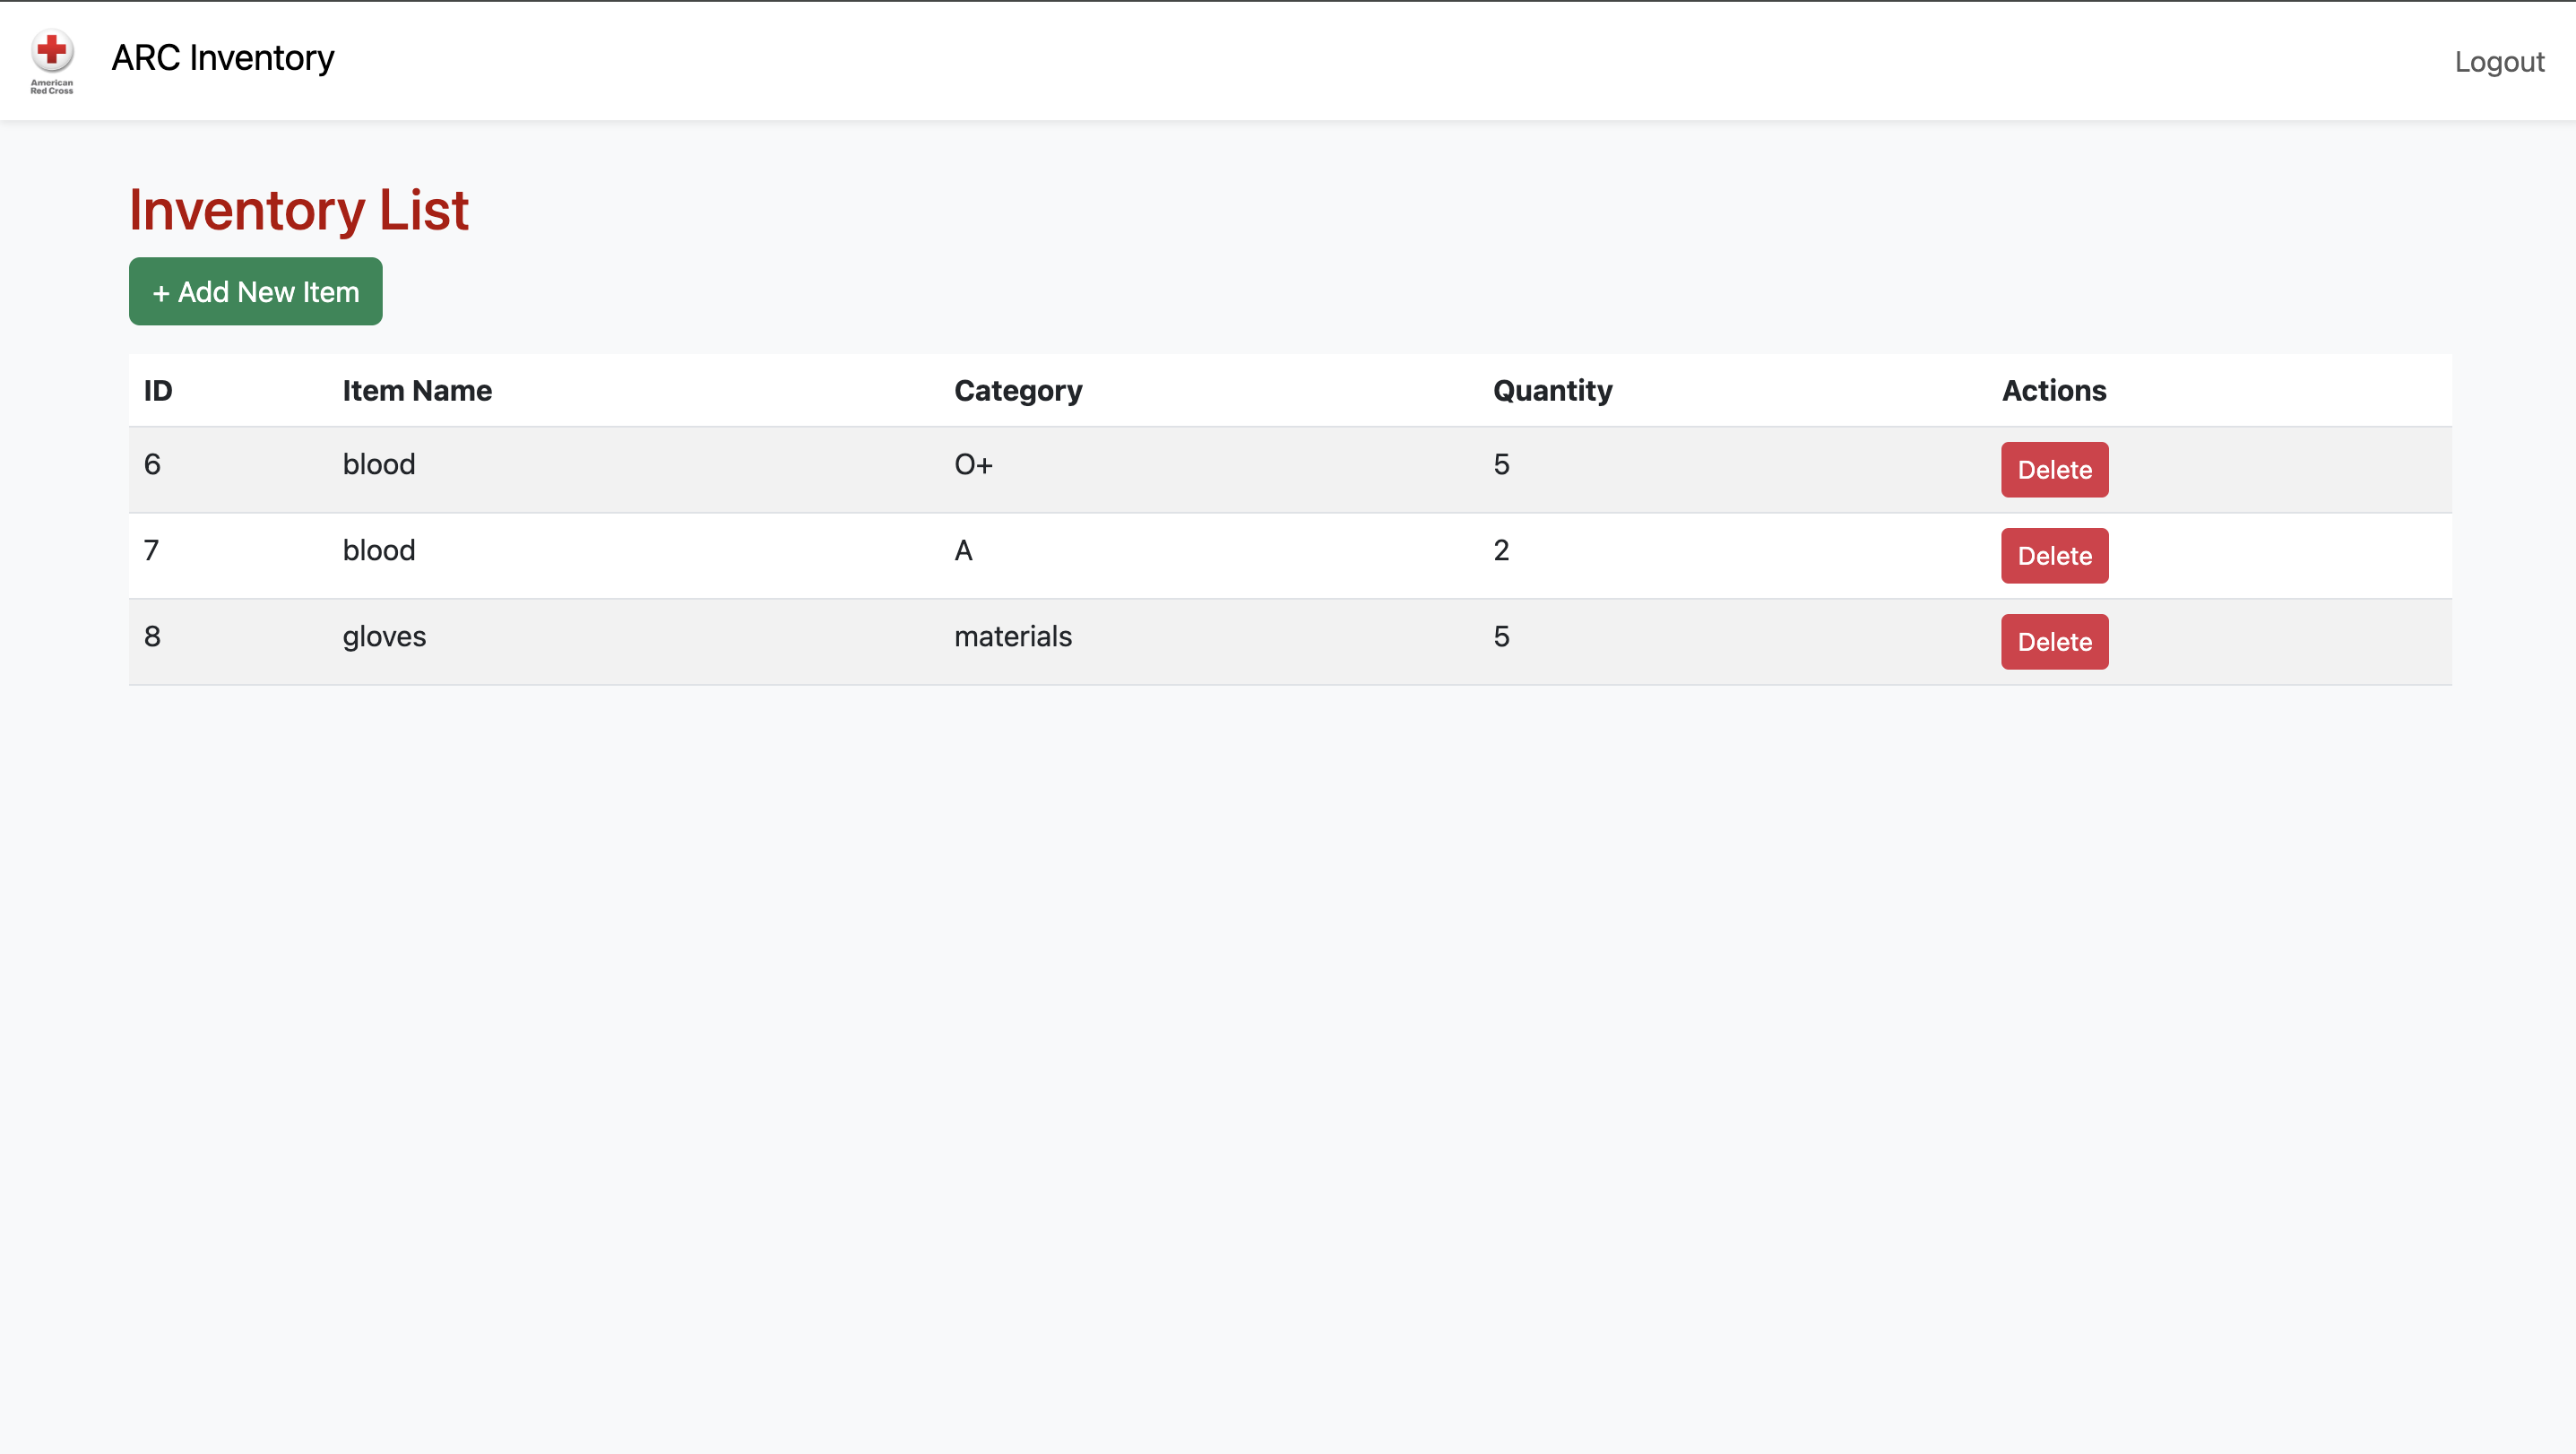 American
Red Cross
ARC Inventory
Logout
Inventory List
+ Add New Item
ID Item Name Category Quantity Actions
6 blood O+ 5 Delete
7 blood A 2 Delete
8 gloves materials 5 Delete